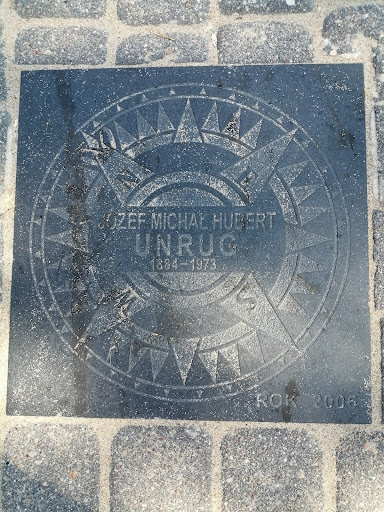 N
E
JÓZEF MICHAŁ HUBERT
UNRUG
1884-1973
W
S
ROK 2006